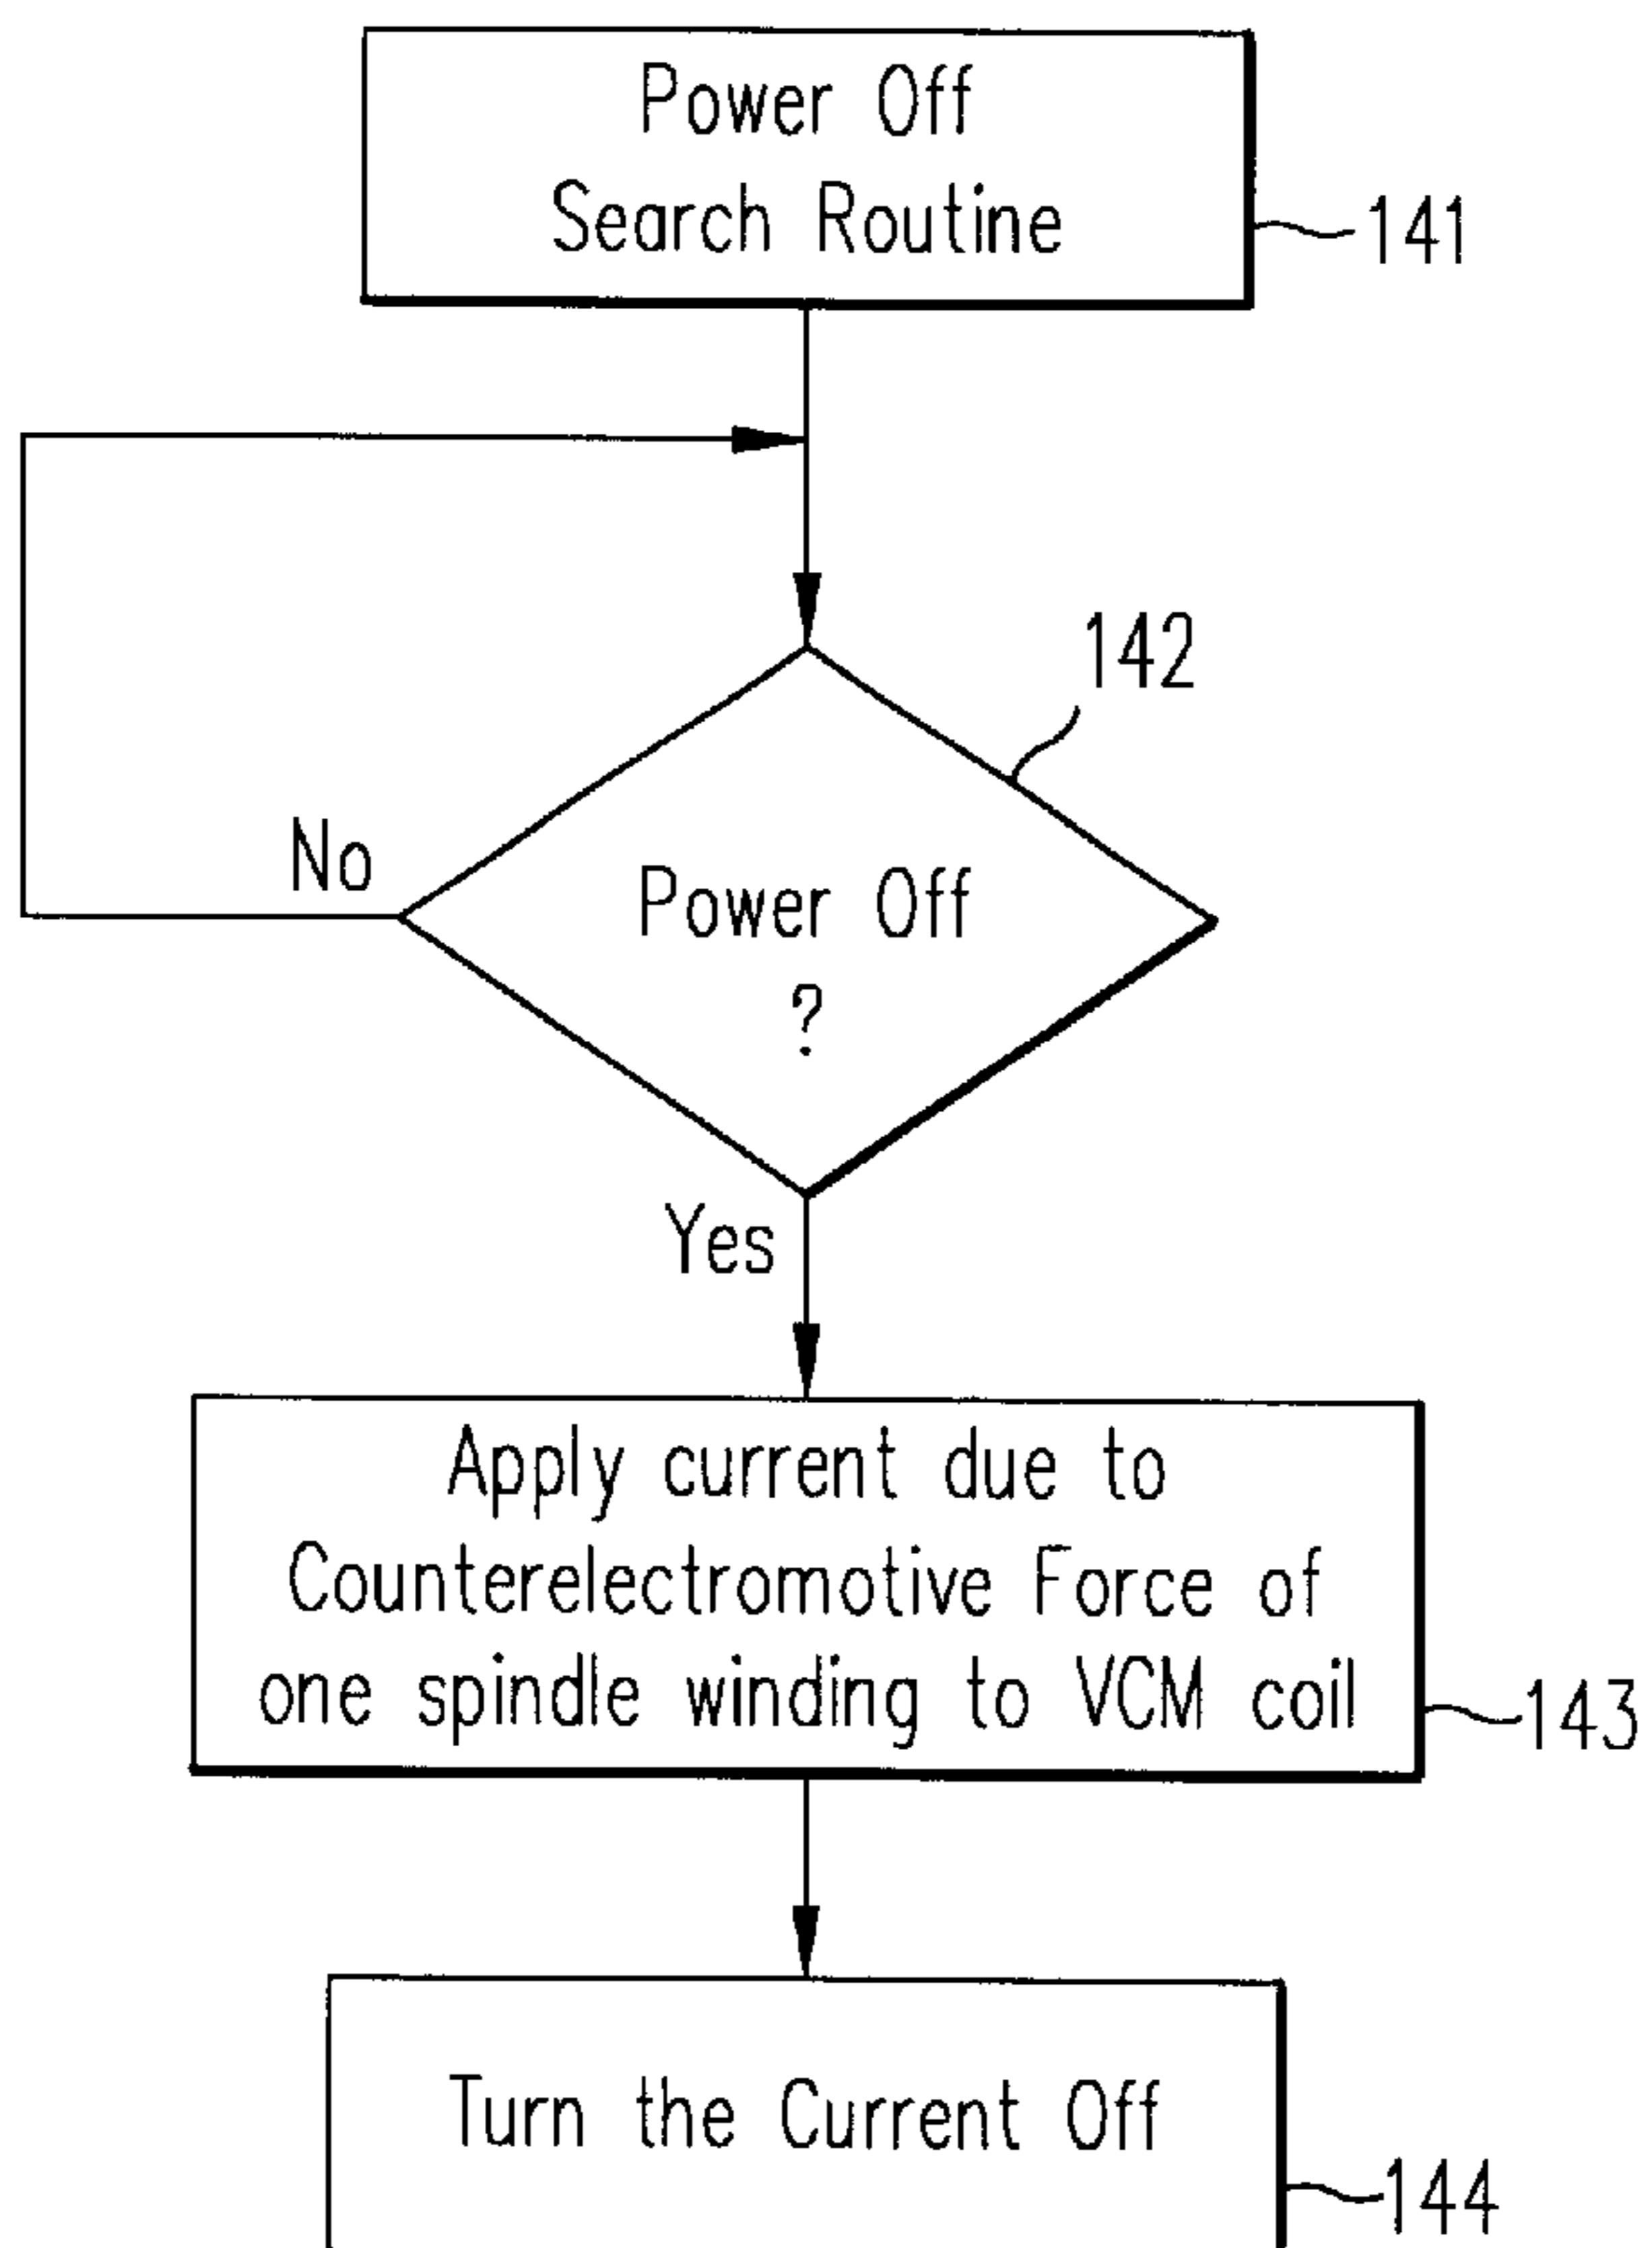 Power Off
Search Routine
141
142
No
Power Off
?
Yes
Apply current due to
Counterelectromotive Force of
one spindle winding to VCM coil
143
Turn the Current Off
144